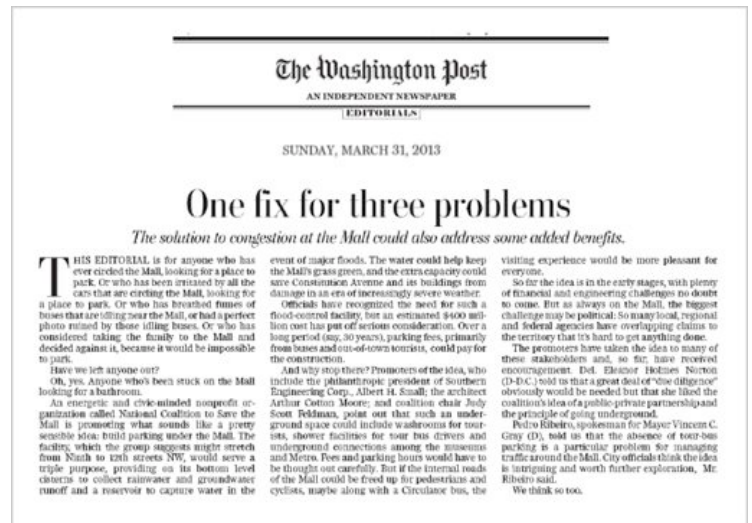 The Washington Post
AN INDEPENDENT NEWSPAPER
EDITORIALS
SUNDAY, MARCH 31, 2013
One fix for three problems
The solution to congestion at the Mall could also address some added benefits.
THIS EDITORIAL is for anyone who has
ever circled the Mall, looking for a place to
park. Or who has been irritated by all the
cars that are circling the Mall, looking for
a place to park. Or who has breathed fumes of
buses that are idling near the Mall, or had a perfect
photo ruined by those idling buses. Or who has
considered taking the family to the Mall and
decided against it, because it would be impossible
to park.
Have we left anyone out?
Oh, yes. Anyone who's been stuck on the Mall
looking for a bathroom.
An energetic and civic-minded nonprofit or-
ganization called National Coalition to Save the
Mall is promoting what sounds like a pretty
sensible idea: build parking under the Mall. The
facility, which the group suggests might stretch
from Ninth to 12th streets NW, would serve a
triple purpose, providing on its bottom level
cisterns to collect rainwater and groundwater
runoff and a reservoir to capture water in the
event of major floods. The water could help keep
the Mall's grass green, and the extra capacity could
save Constitution Avenue and its buildings from
damage in an era of increasingly severe weather.
Officials have recognized the need for such a
flood-control facility, but an estimated $400 mil-
lion cost has put off serious consideration. Over a
long period (say, 30 years), parking fees, primarily
from buses and out-of-town tourists, could pay for
the construction.
And why stop there? Promoters of the idea, who
include the philanthropic president of Southern
Engineering Corp., Albert H. Small; the architect
Arthur Cotton Moore; and coalition chair Judy
Scott Feldman, point out that such an under-
ground space could include washrooms for tour-
ists, shower facilities for tour bus drivers and
underground connections among the museums
and Metro. Fees and parking hours would have to
be thought out carefully. But if the internal roads
of the Mall could be freed up for pedestrians and
cyclists, maybe along with a Circulator bus, the
visiting experience would be more pleasant for
everyone.
So far the idea is in the early stages, with plenty
of financial and engineering challenges no doubt
to come. But as always on the Mall, the biggest
challenge may be political: So many local, regional
and federal agencies have overlapping claims to
the territory that it's hard to get anything done.
The promoters have taken the idea to many of
these stakeholders and, so far, have received
encouragement. Del. Eleanor Holmes Norton
(D-D.C.) told us that a great deal of "due diligence"
obviously would be needed but that she liked the
coalition's idea of a public-private partnership and
the principle of going underground.
Pedro Ribeiro, spokesman for Mayor Vincent C.
Gray (D), told us that the absence of tour-bus
parking is a particular problem for managing
traffic around the Mall. City officials think the idea
is intriguing and worth further exploration, Mr.
Ribeiro said.
We think so too.